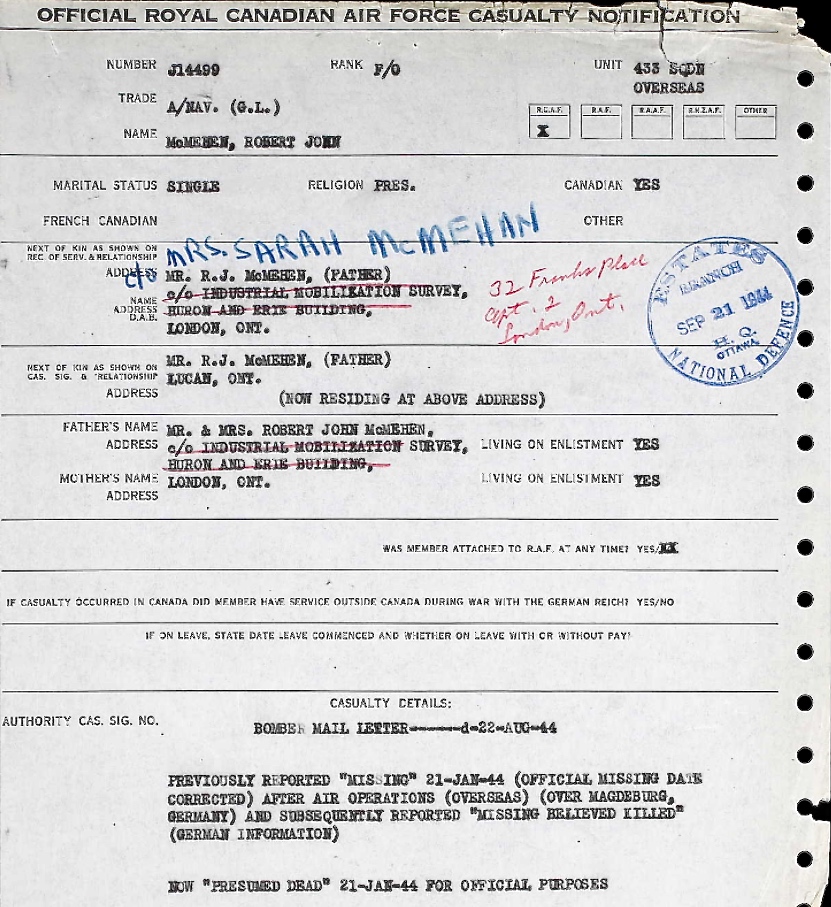 OFFICIAL ROYAL CANADIAN AIR FORCE CASUALTY NOTIFICATION
NUMBER J14499 RANK F/O UNIT 433 SQDN
OVERSEAS
TRADE A/NAV. (G.L.)
R.C.A.F. R.A.F. R.A.A.F. R.N.Z.A.F. OTHER
X
NAME McMEHEN, ROBERT JOHN
MARITAL STATUS SINGLE RELIGION PRES. CANADIAN YES
FRENCH CANADIAN OTHER
MRS. SARAH McMEHAN
NEXT OF KIN AS SHOWN ON
REC. OF SERV. & RELATIONSHIP
c/o
ADDRESS MR. R.J. McMEHEN, (FATHER)
c/o INDUSTRIAL MOBILIZATION SURVEY,
NAME
ADDRESS HURON AND ERIE BUILDING,
D.A.B.
LONDON, ONT.
32 Franks Place
Apt. 2
London, Ont.
ESTATES
BRANCH
SEP 21 1944
H. Q.
OTTAWA
NATIONAL DEFENCE
MR. R.J. McMEHEN, (FATHER)
NEXT OF KIN AS SHOWN ON
CAS. SIG. & RELATIONSHIP LUCAN, ONT.
ADDRESS (NOW RESIDING AT ABOVE ADDRESS)
FATHER'S NAME MR. & MRS. ROBERT JOHN McMEHEN,
ADDRESS c/o INDUSTRIAL MOBILIZATION SURVEY, LIVING ON ENLISTMENT YES
HURON AND ERIE BUILDING,
MOTHER'S NAME LONDON, ONT. LIVING ON ENLISTMENT YES
ADDRESS
WAS MEMBER ATTACHED TO R.A.F. AT ANY TIME? YES/XX
IF CASUALTY OCCURRED IN CANADA DID MEMBER HAVE SERVICE OUTSIDE CANADA DURING WAR WITH THE GERMAN REICH? YES/NO
IF ON LEAVE, STATE DATE LEAVE COMMENCED AND WHETHER ON LEAVE WITH OR WITHOUT PAY?
CASUALTY DETAILS:
AUTHORITY CAS. SIG. NO.
BOMBER MAIL LETTER-----d-22-AUG-44
PREVIOUSLY REPORTED "MISSING" 21-JAN-44 (OFFICIAL MISSING DATE
CORRECTED) AFTER AIR OPERATIONS (OVERSEAS) (OVER MAGDEBURG,
GERMANY) AND SUBSEQUENTLY REPORTED "MISSING BELIEVED KILLED"
(GERMAN INFORMATION)
NOW "PRESUMED DEAD" 21-JAN-44 FOR OFFICIAL PURPOSES